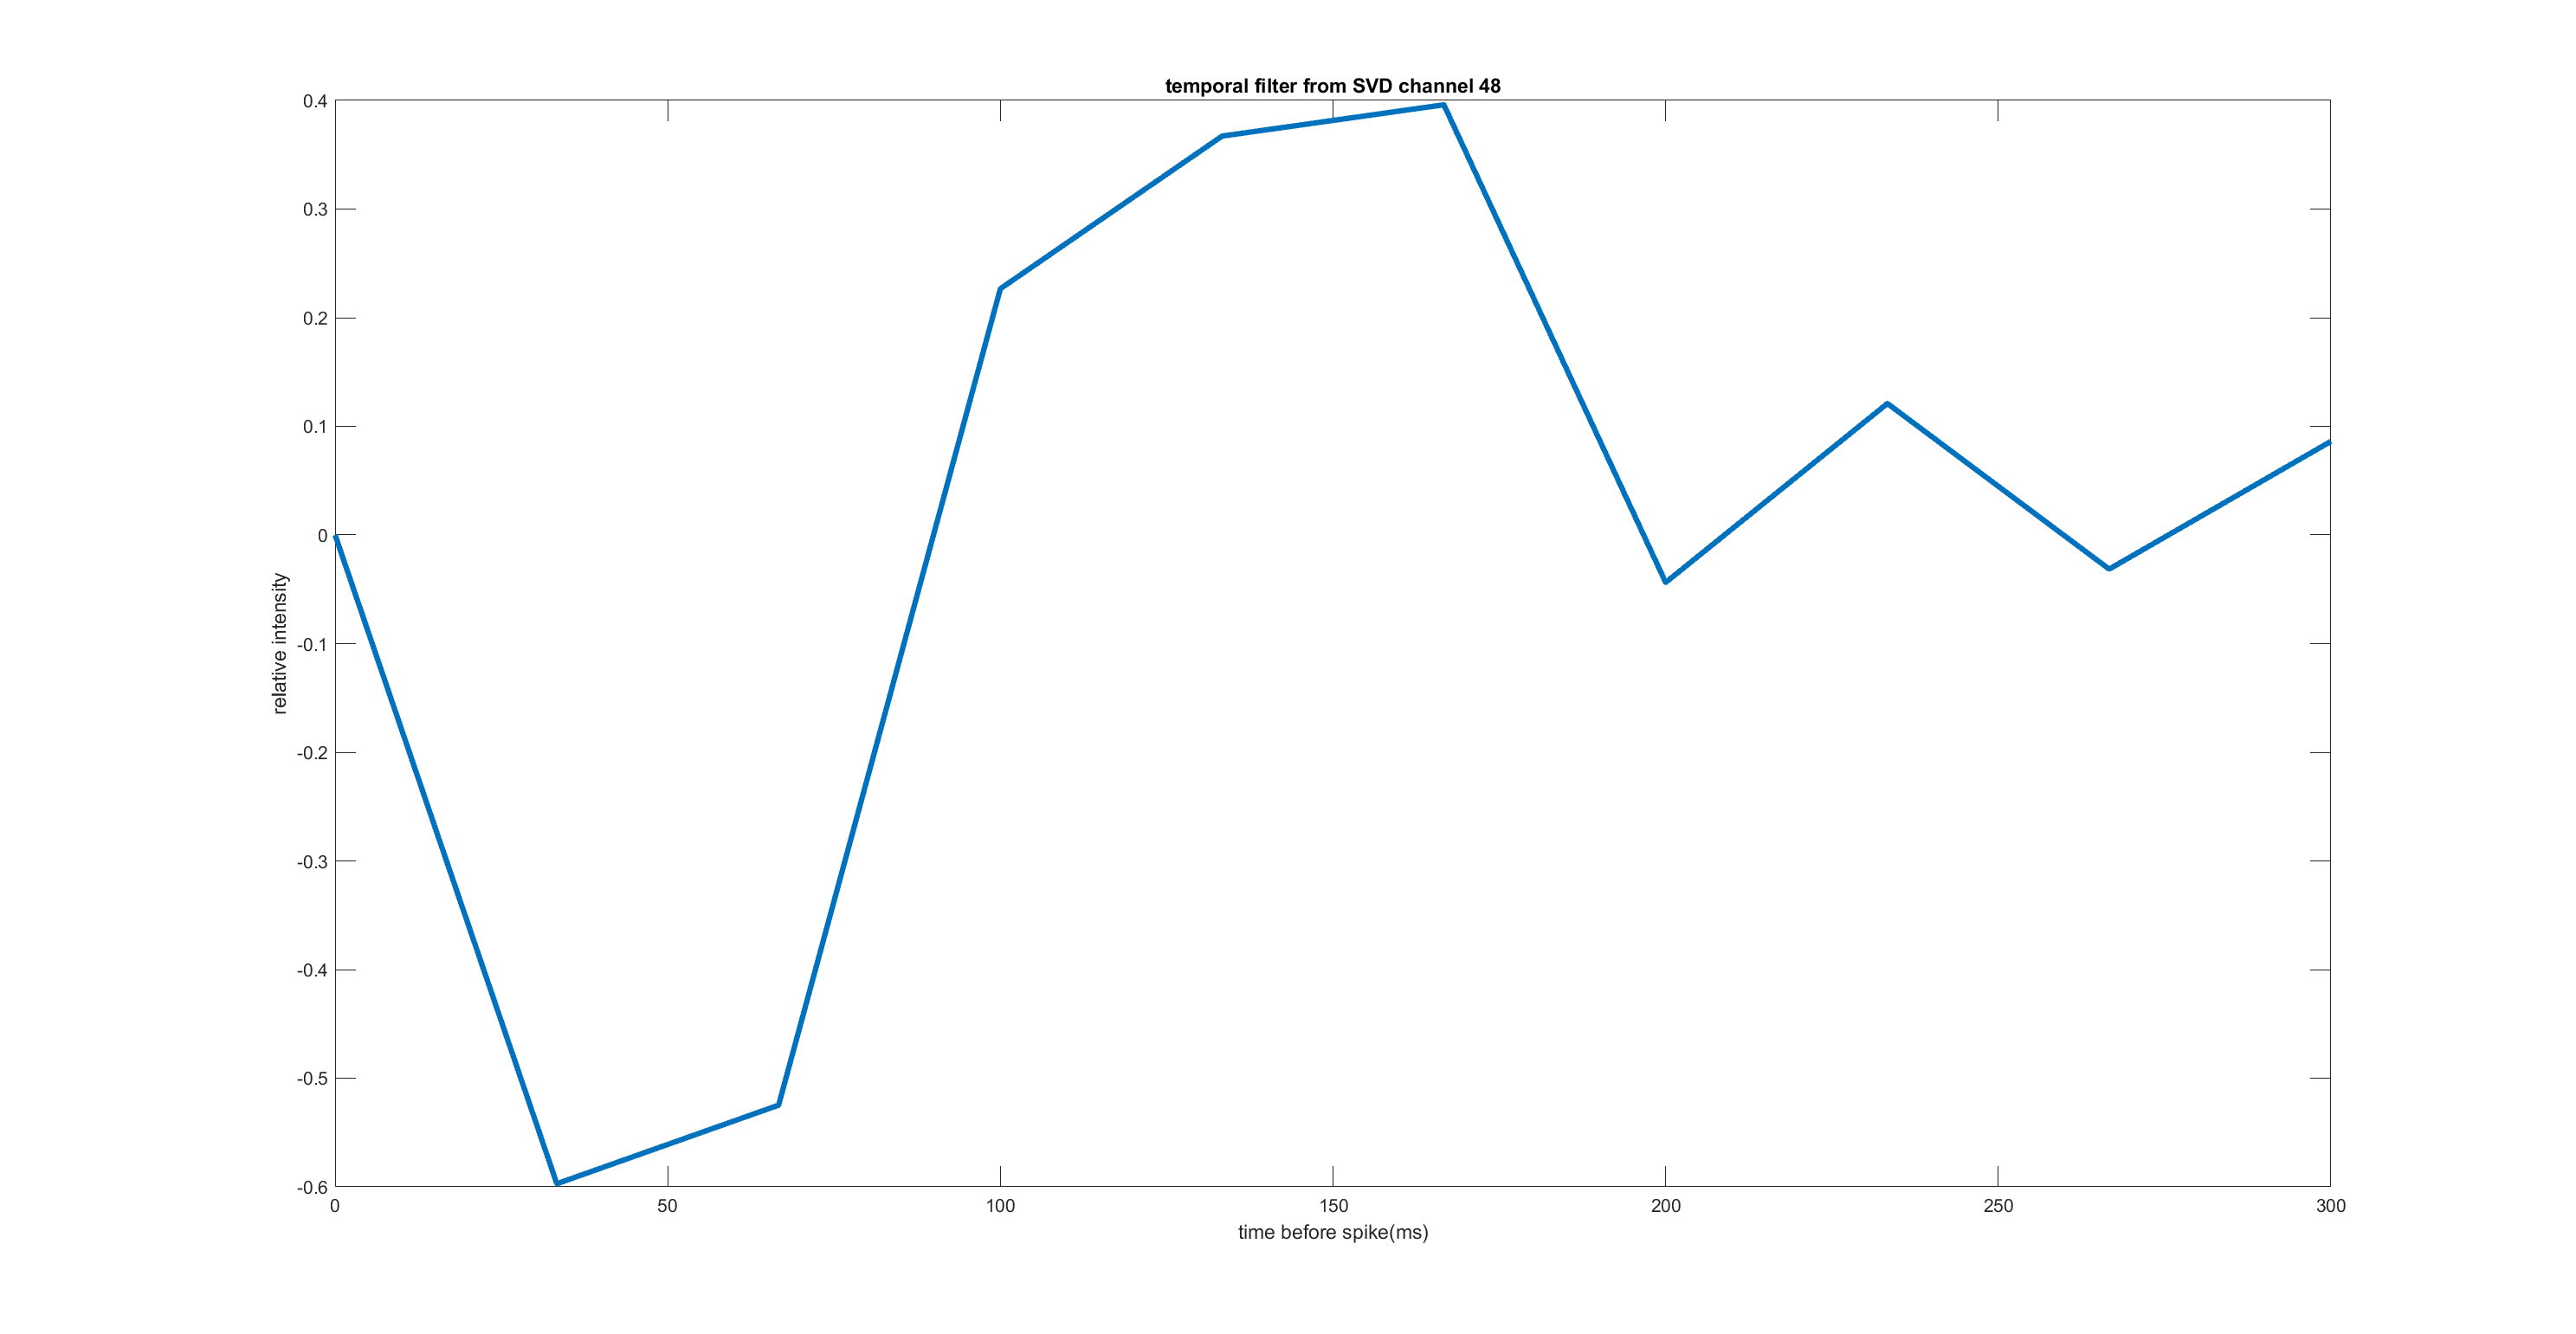 temporal filter from SVD channel 48
0.4
0.3
0.2
0.1
0
-0.1
-0.2
-0.3
-0.4
-0.5
-0.6
relative intensity
0 50 100 150 200 250 300
time before spike(ms)